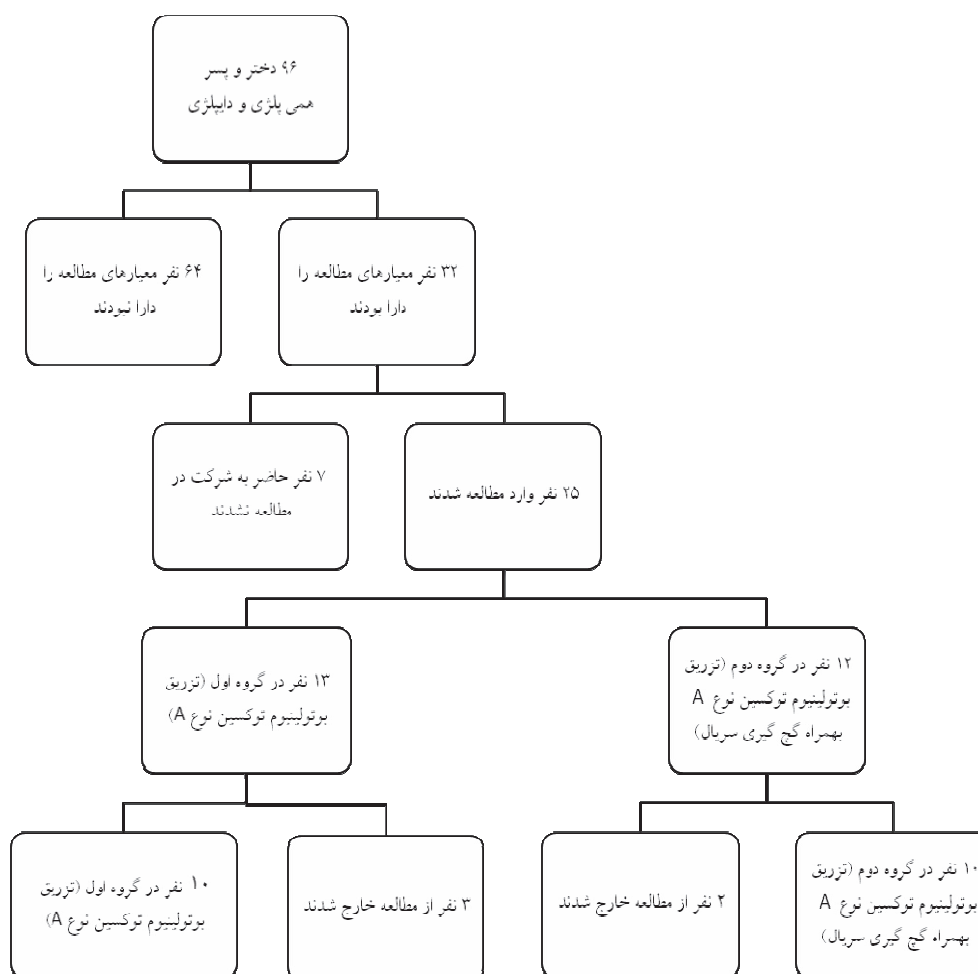 ۹۶ دختر و پسر
همی پلژی و دایپلژی
۳۲ نفر معیارهای مطالعه را
دارا بودند
۶۴ نفر معیارهای مطالعه را
دارا نبودند
۲۵ نفر وارد مطالعه شدند
۷ نفر حاضر به شرکت در
مطالعه نشدند
۱۲ نفر در گروه دوم (تزریق
بوتولینیوم توکسین نوع A
بهمراه گچ گیری سریال)
۱۳ نفر در گروه اول (تزریق
بوتولینیوم توکسین نوع A)
۱۰ نفر در گروه دوم (تزریق
بوتولینیوم توکسین نوع A
بهمراه گچ گیری سریال)
۲ نفر از مطالعه خارج شدند
۳ نفر از مطالعه خارج شدند
۱۰ نفر در گروه اول (تزریق
بوتولینیوم توکسین نوع A)